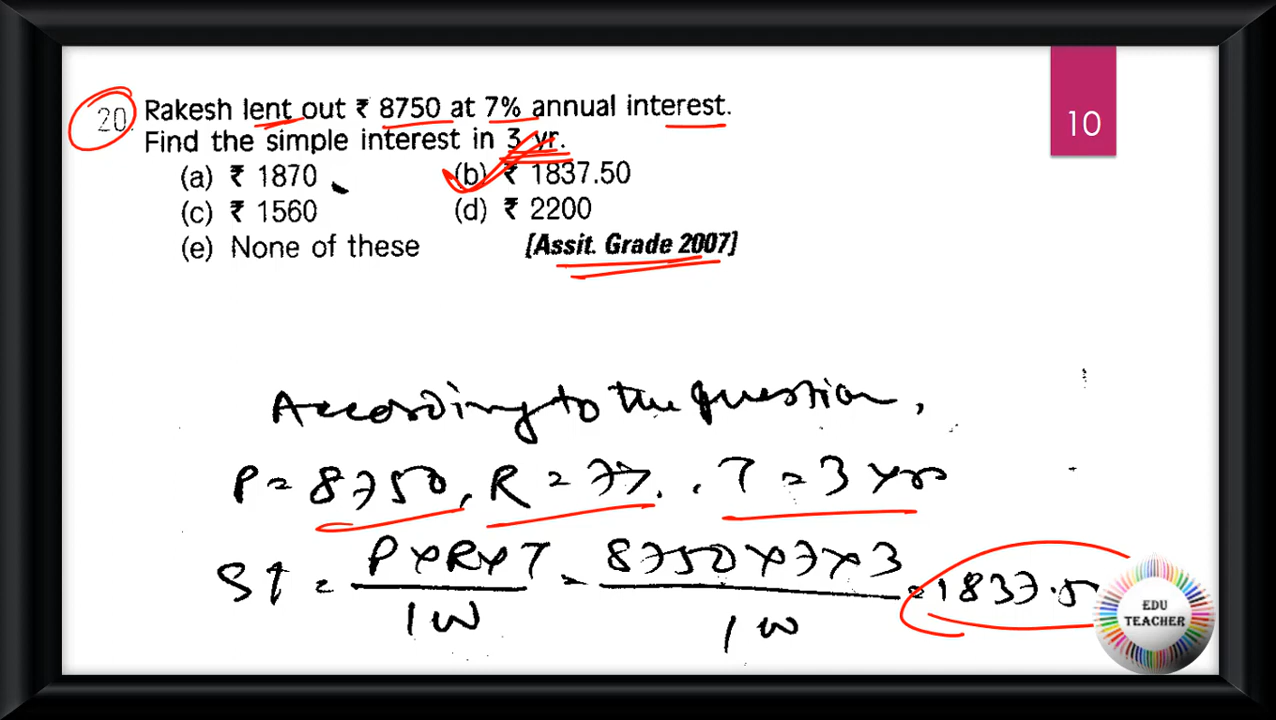 10
20. Rakesh lent out ₹ 8750 at 7% annual interest.
Find the simple interest in 3 yr.
(a) ₹ 1870 (b) ₹ 1837.50
(c) ₹ 1560 (d) ₹ 2200
(e) None of these [Assit. Grade 2007]
According to the question,
P = 8750, R = 7%. , T = 3 yrs
SI = P×R×T / 100 = 8750×7×3 / 100 = 1837.5
EDU
TEACHER